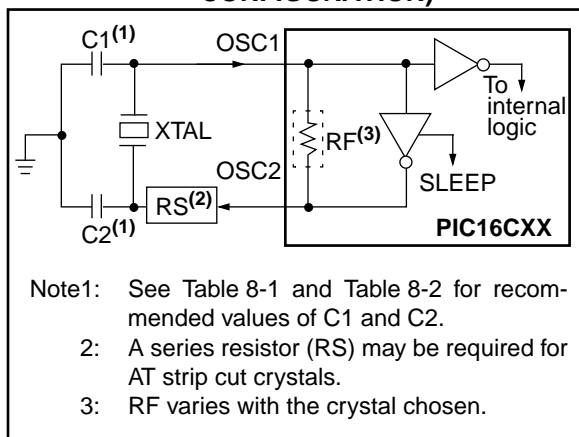 C1(1)
OSC1
To
internal
logic
XTAL
RF(3)
OSC2
SLEEP
RS(2)
C2(1)
PIC16CXX
Note1: See Table 8-1 and Table 8-2 for recom-
mended values of C1 and C2.
2: A series resistor (RS) may be required for
AT strip cut crystals.
3: RF varies with the crystal chosen.